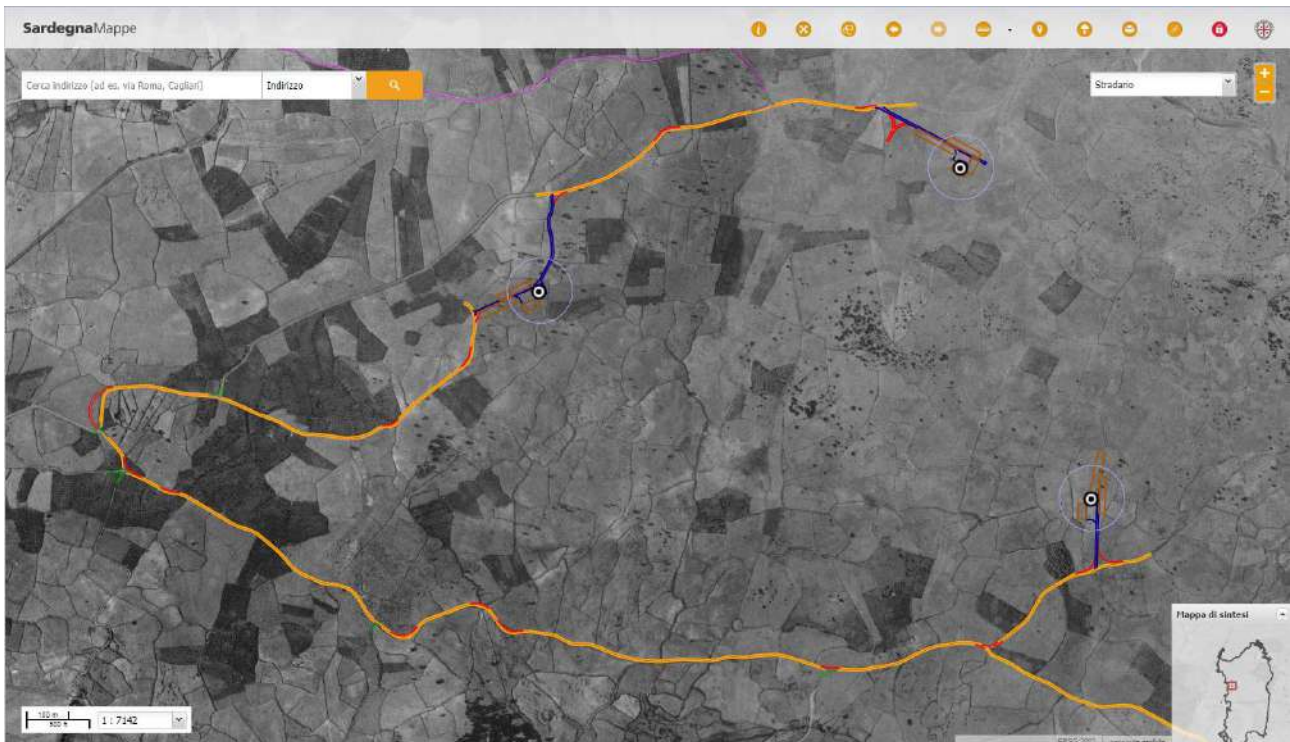 SardegnaMappe
Cerca indirizzo (ad es. via Roma, Cagliari)
Indirizzo
Stradario
+
−
Mappa di sintesi
1 : 7142